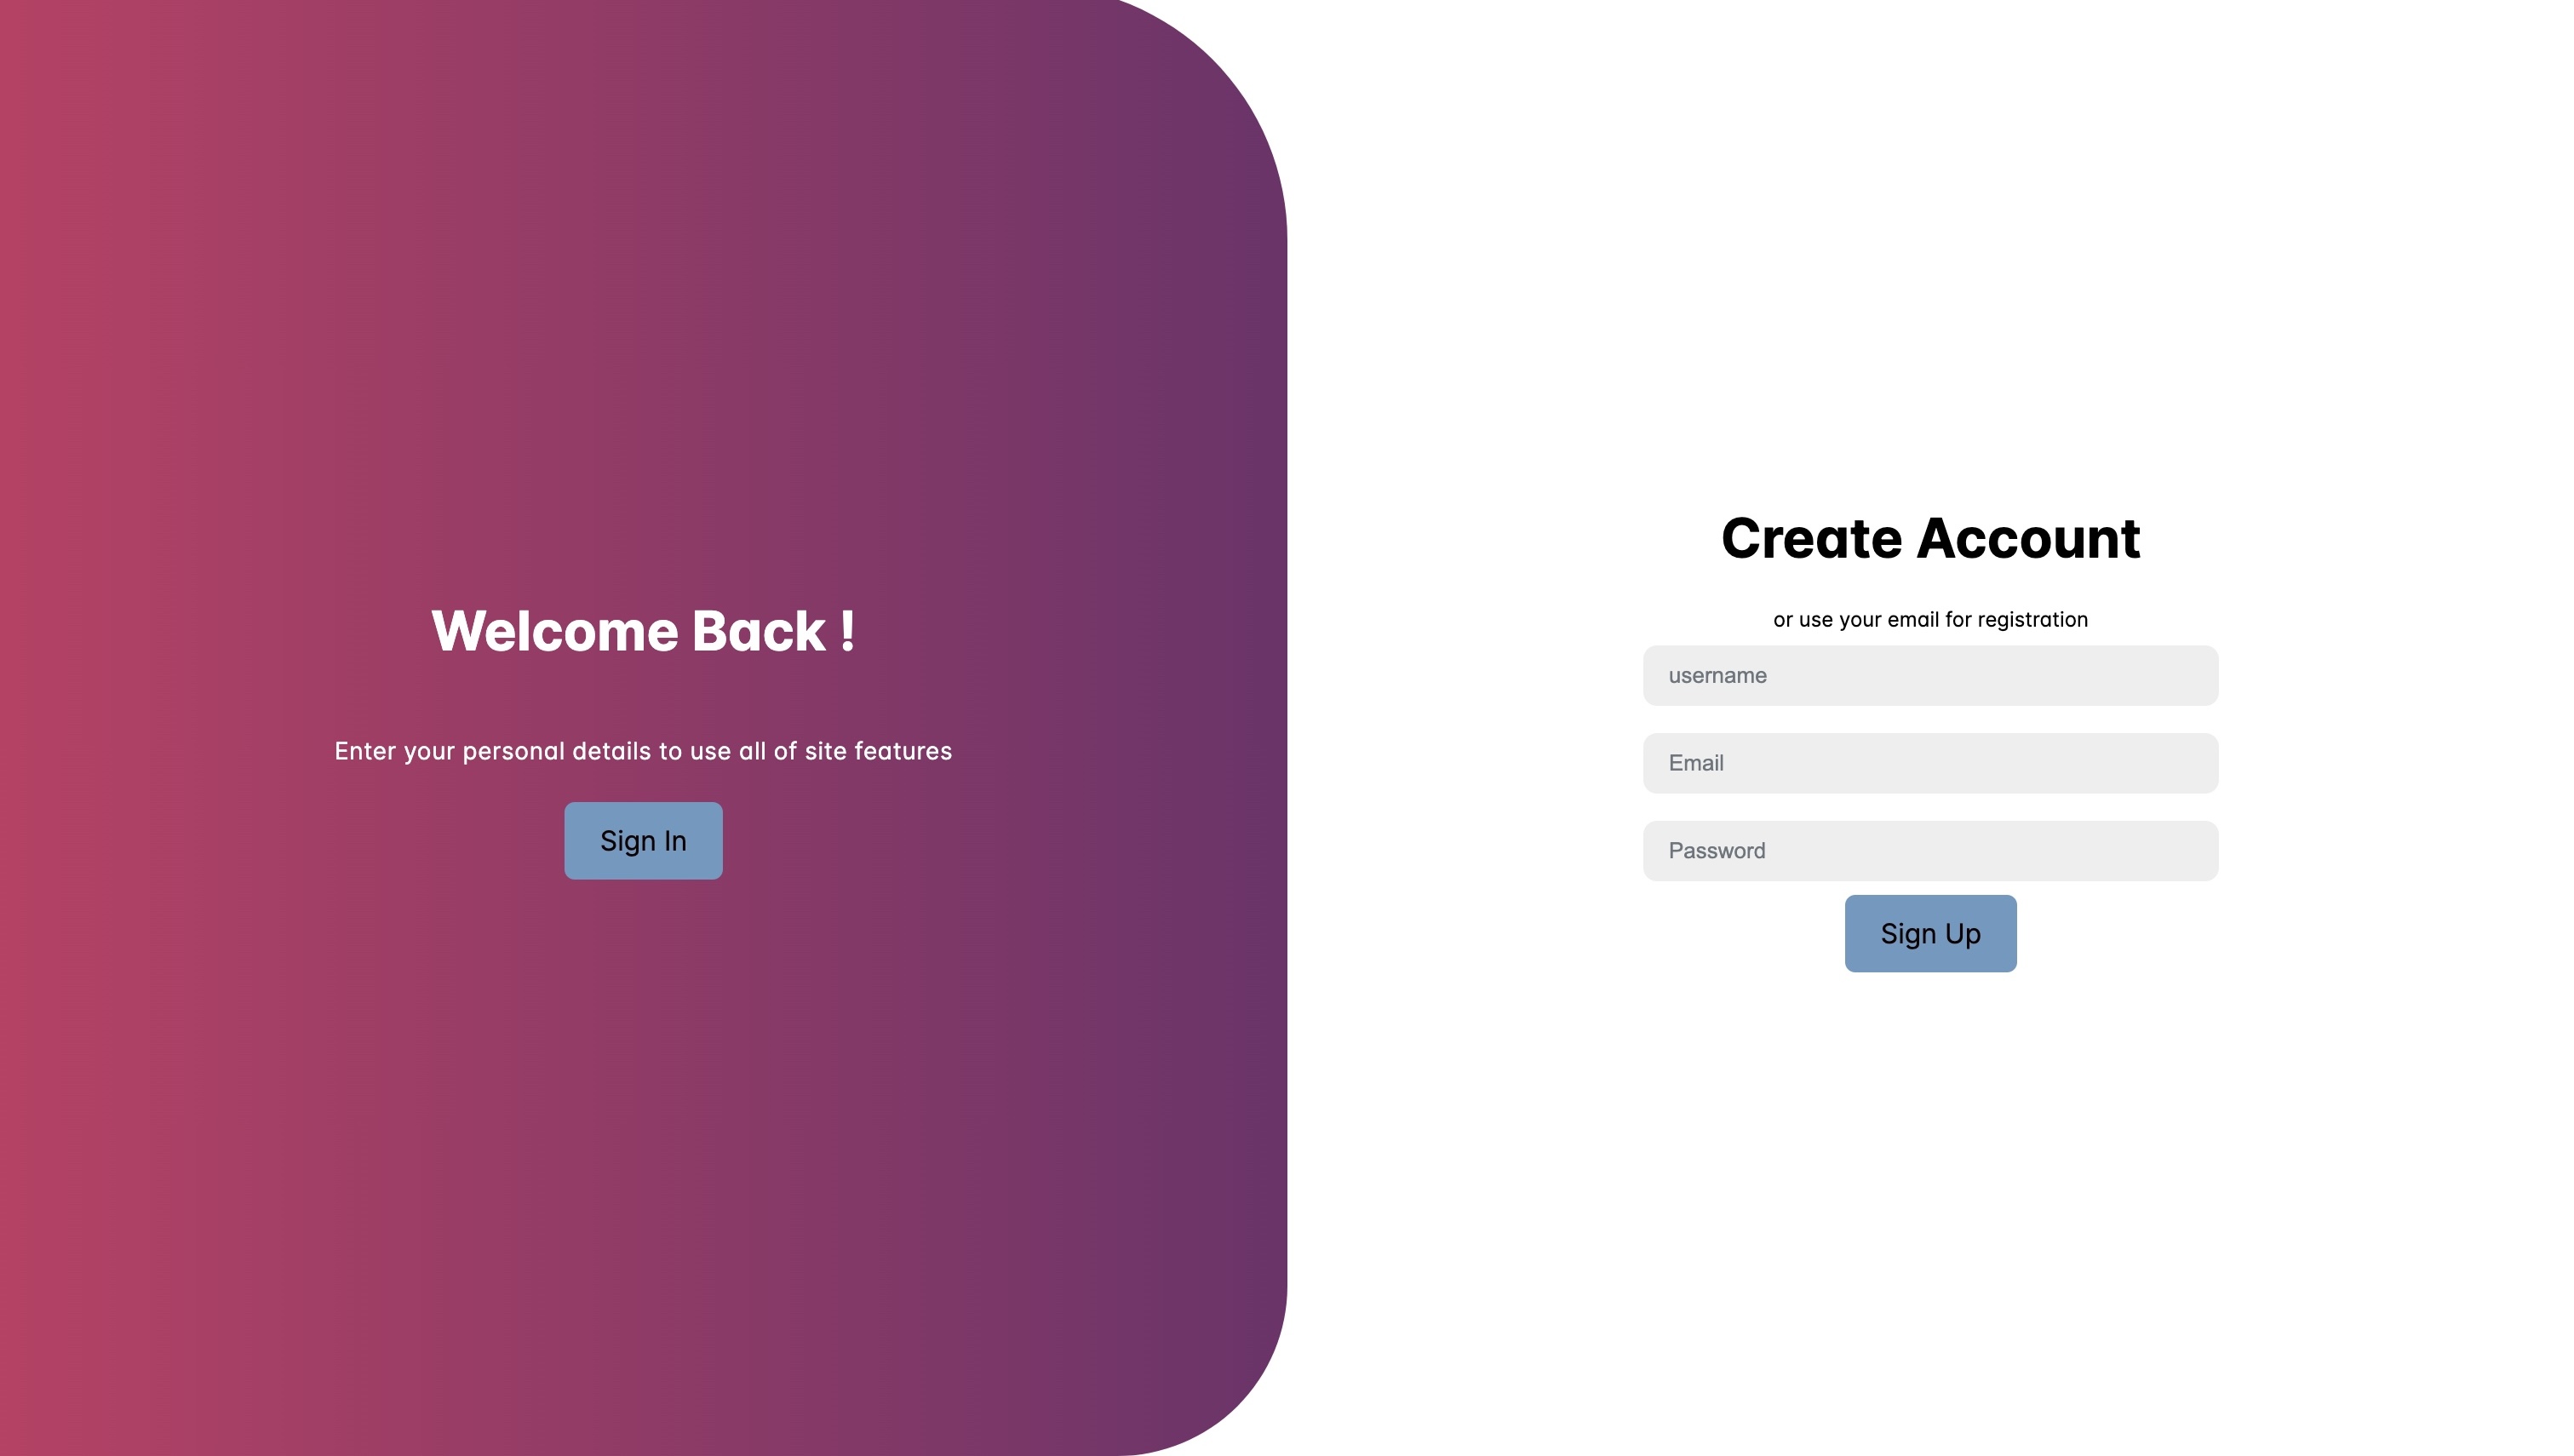 Welcome Back !
Enter your personal details to use all of site features
Sign In
Create Account
or use your email for registration
username
Email
Password
Sign Up